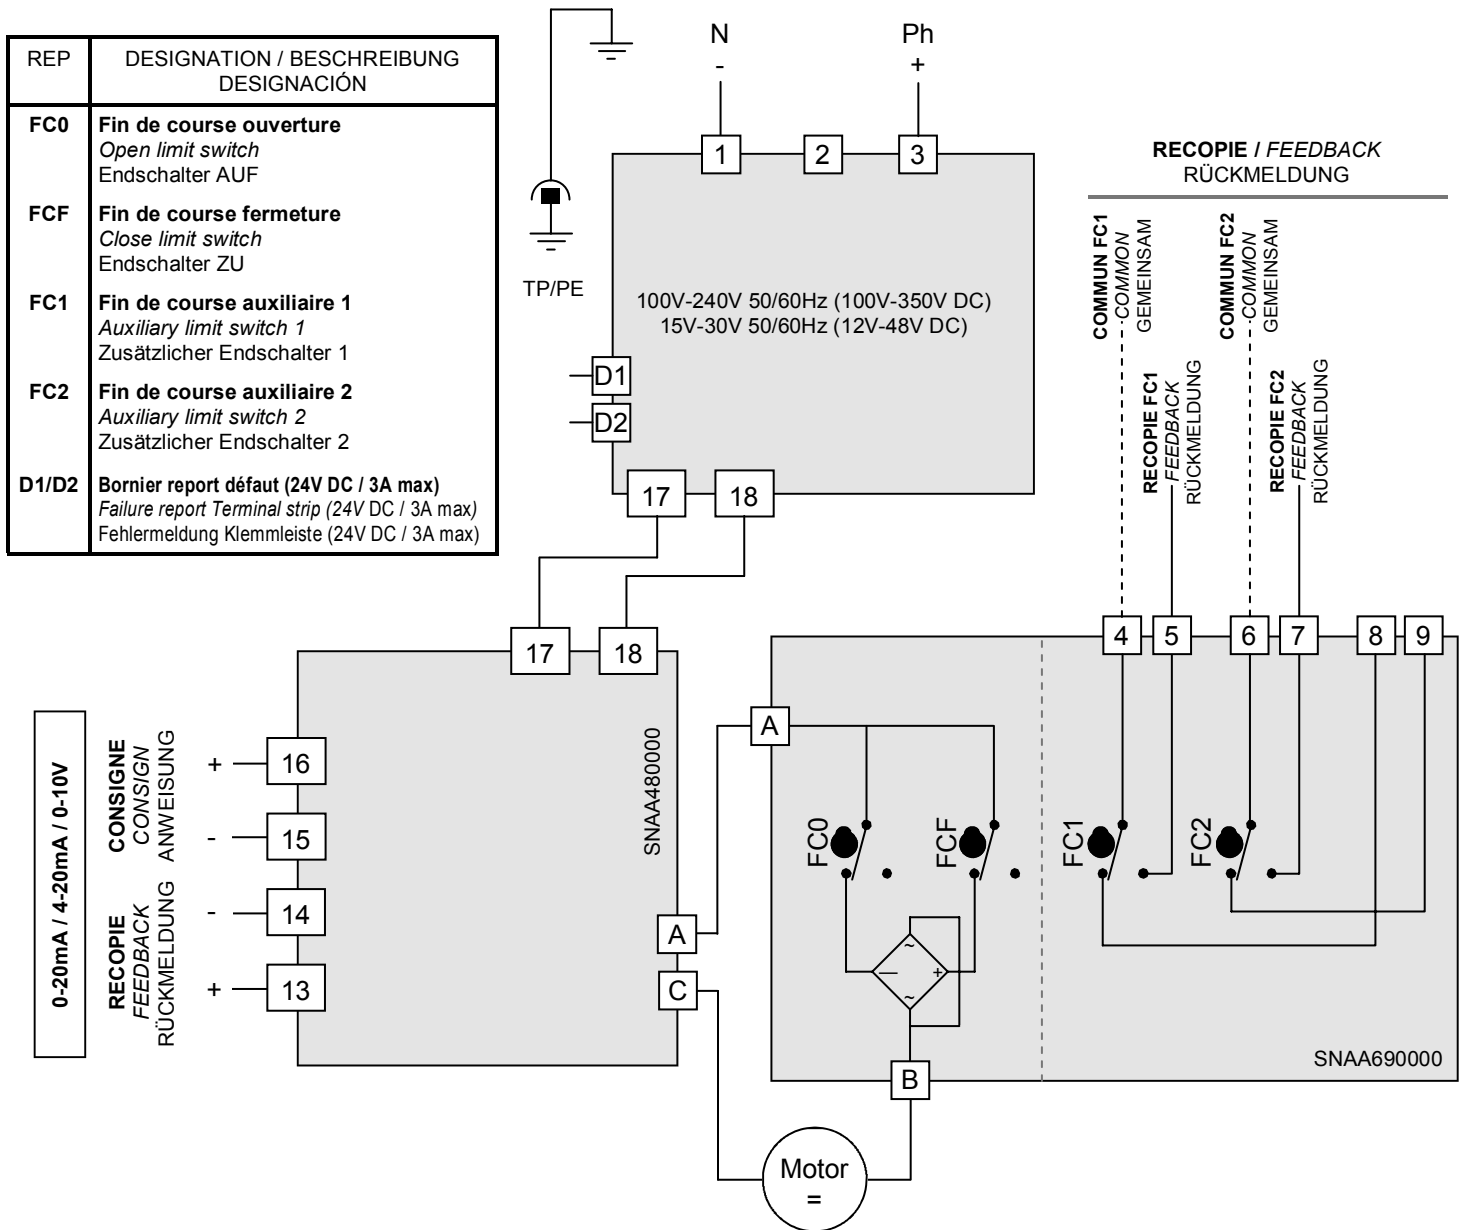 REP
DESIGNATION / BESCHREIBUNG
DESIGNACIÓN
FC0
Fin de course ouverture
Open limit switch
Endschalter AUF
FCF
Fin de course fermeture
Close limit switch
Endschalter ZU
FC1
Fin de course auxiliaire 1
Auxiliary limit switch 1
Zusätzlicher Endschalter 1
FC2
Fin de course auxiliaire 2
Auxiliary limit switch 2
Zusätzlicher Endschalter 2
D1/D2
Bornier report défaut (24V DC / 3A max)
Failure report Terminal strip (24V DC / 3A max)
Fehlermeldung Klemmleiste (24V DC / 3A max)
TP/PE
N
-
Ph
+
1
2
3
100V-240V 50/60Hz (100V-350V DC)
15V-30V 50/60Hz (12V-48V DC)
D1
D2
17
18
RECOPIE / FEEDBACK
RÜCKMELDUNG
COMMUN FC1
COMMON
GEMEINSAM
RECOPIE FC1
FEEDBACK
RÜCKMELDUNG
COMMUN FC2
COMMON
GEMEINSAM
RECOPIE FC2
FEEDBACK
RÜCKMELDUNG
17
18
0-20mA / 4-20mA / 0-10V
CONSIGNE
CONSIGN
ANWEISUNG
RECOPIE
FEEDBACK
RÜCKMELDUNG
+
16
-
15
-
14
+
13
SNAA480000
A
C
4
5
6
7
8
9
A
FC0
FCF
FC1
FC2
~
—
+
~
B
SNAA690000
Motor
=